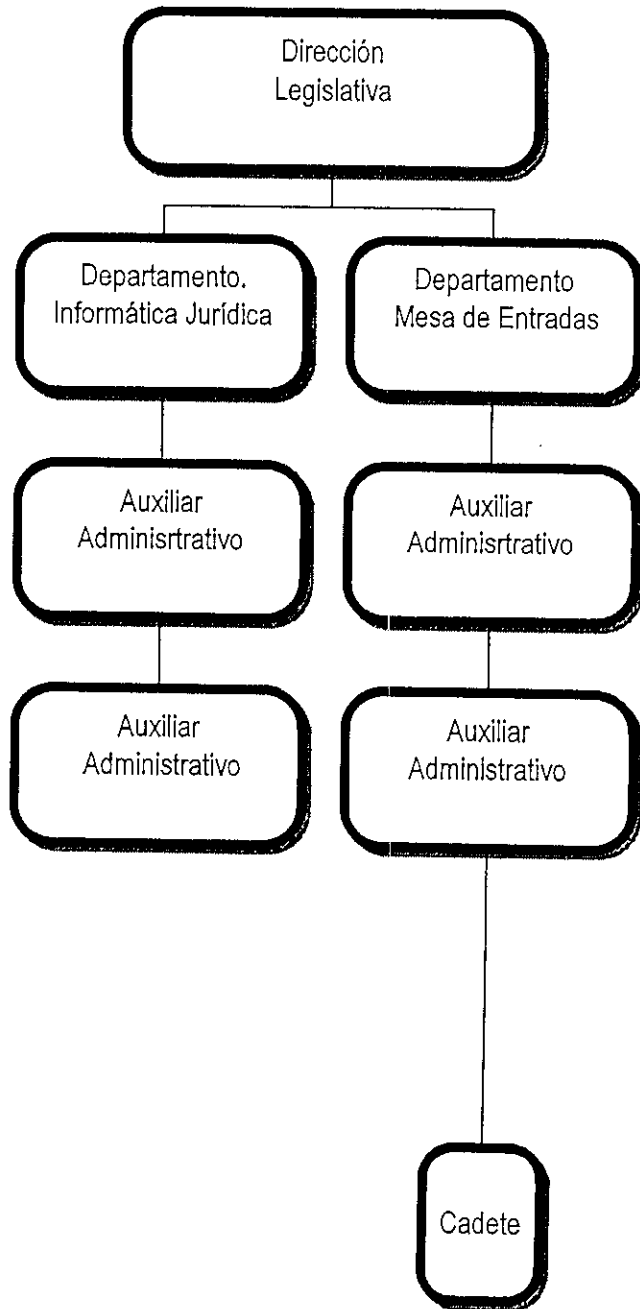 Dirección
Legislativa
Departamento.
Informática Jurídica
Departamento
Mesa de Entradas
Auxiliar
Adminisrtrativo
Auxiliar
Adminisrtrativo
Auxiliar
Administrativo
Auxiliar
Administrativo
Cadete